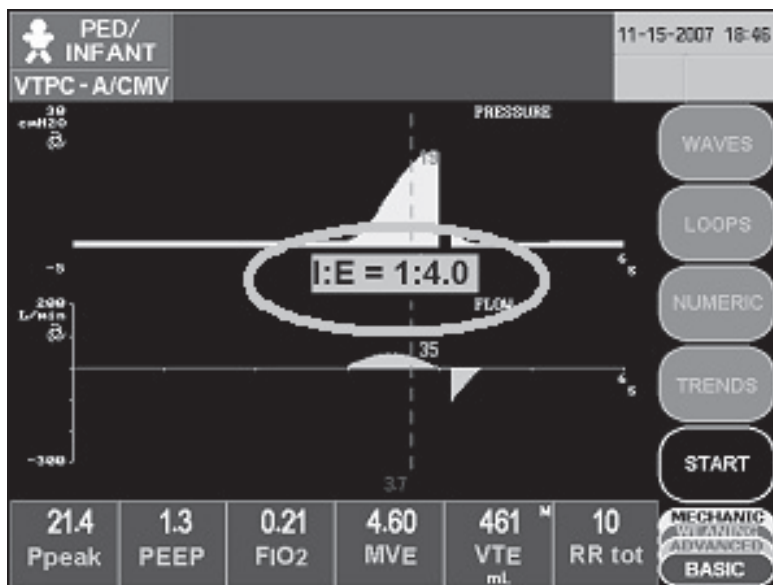 PED/
INFANT
VTPC - A/CMV
11-15-2007 18:46
30
cmH2O
PRESSURE
19
WAVES
LOOPS
-5
6
s
I:E = 1:4.0
200
L/min
FLOW
NUMERIC
35
6
s
TRENDS
-300
3.7
START
21.4
Ppeak
1.3
PEEP
0.21
FIO2
4.60
MVE
461 M
VTE
mL
10
RR tot
MECHANIC
WEANING
ADVANCED
BASIC